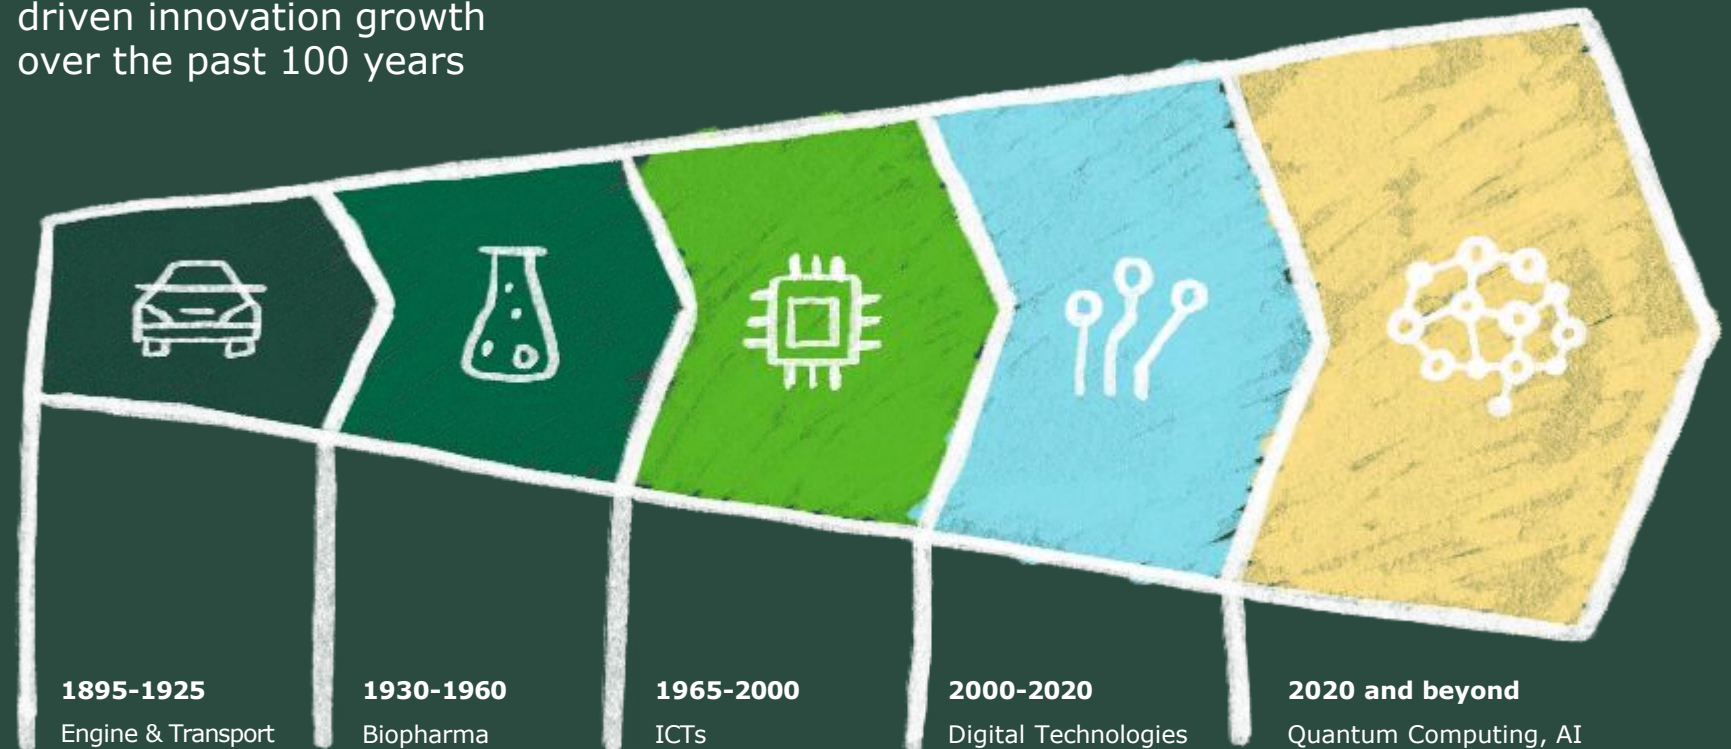 driven innovation growth
over the past 100 years
1895-1925
Engine & Transport
1930-1960
Biopharma
1965-2000
ICTs
2000-2020
Digital Technologies
2020 and beyond
Quantum Computing, AI